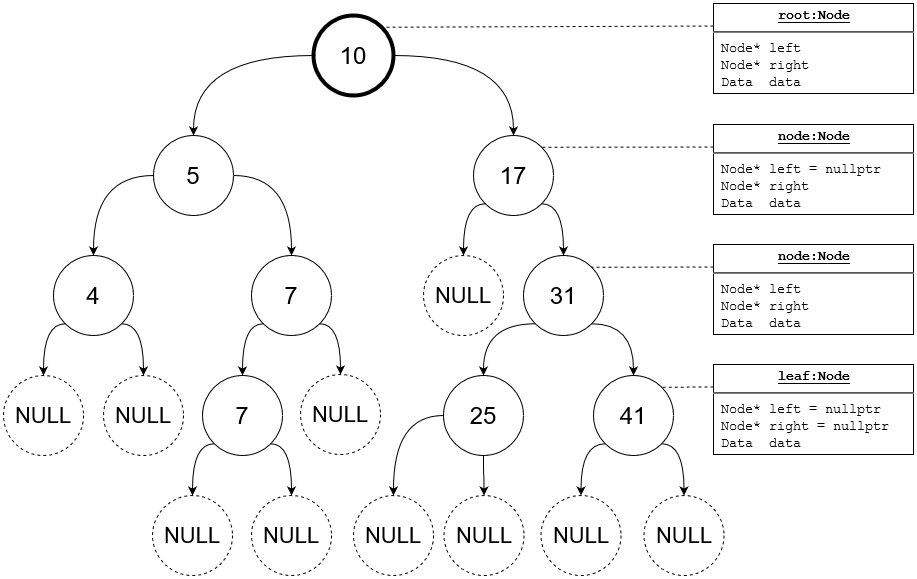 10
root:Node
Node* left
Node* right
Data  data
5
17
node:Node
Node* left = nullptr
Node* right
Data  data
4
7
NULL
31
node:Node
Node* left
Node* right
Data  data
NULL
NULL
7
NULL
25
41
leaf:Node
Node* left = nullptr
Node* right = nullptr
Data  data
NULL
NULL
NULL
NULL
NULL
NULL